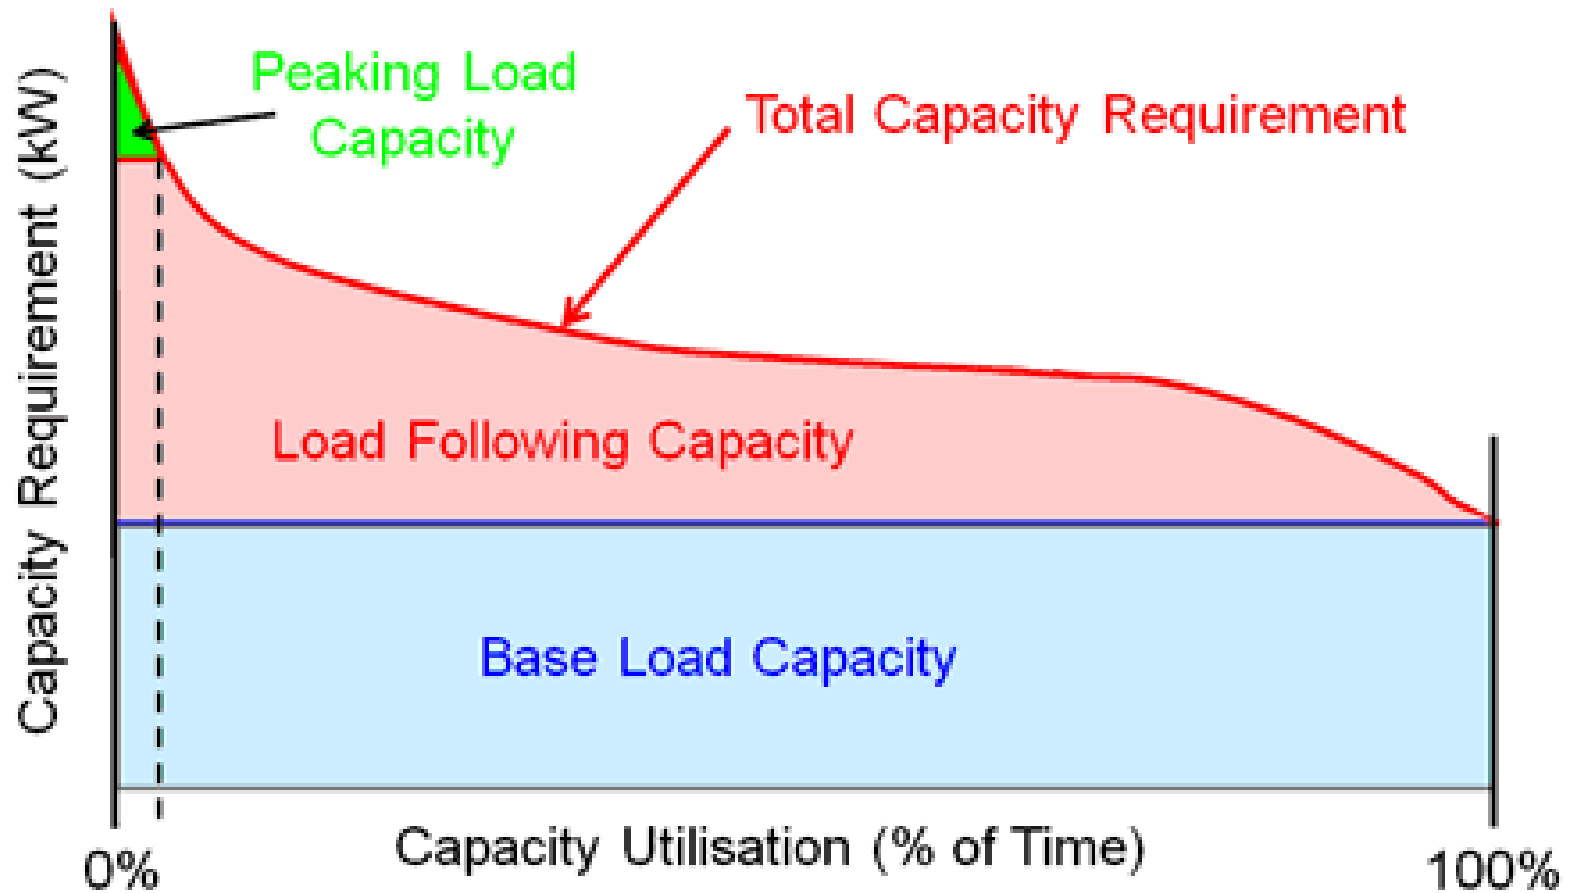 Peaking Load
Capacity
Total Capacity Requirement
Capacity Requirement (kW)
Load Following Capacity
Base Load Capacity
0%
Capacity Utilisation (% of Time)
100%